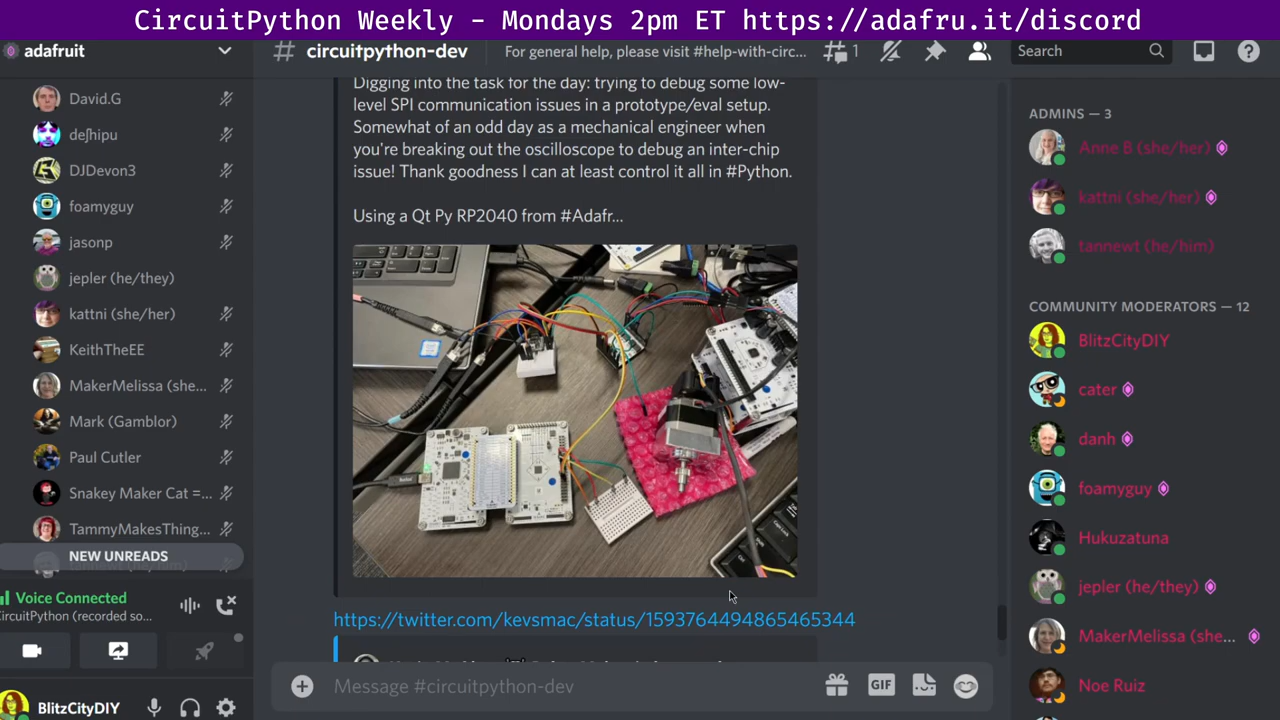 CircuitPython Weekly - Mondays 2pm ET https://adafru.it/discord
adafruit
David.G
deʃhipu
DJDevon3
foamyguy
jasonp
jepler (he/they)
kattni (she/her)
KeithTheEE
MakerMelissa (she...
Mark (Gamblor)
Paul Cutler
Snakey Maker Cat =...
TammyMakesThing...
NEW UNREADS
Voice Connected
CircuitPython (recorded so...
BlitzCityDIY
# circuitpython-dev
For general help, please visit #help-with-circ...
1
Search
Digging into the task for the day: trying to debug some low-
level SPI communication issues in a prototype/eval setup.
Somewhat of an odd day as a mechanical engineer when
you're breaking out the oscilloscope to debug an inter-chip
issue! Thank goodness I can at least control it all in #Python.
Using a Qt Py RP2040 from #Adafr...
https://twitter.com/kevsmac/status/1593764494865465344
Message #circuitpython-dev
GIF
ADMINS — 3
Anne B (she/her)
kattni (she/her)
tannewt (he/him)
COMMUNITY MODERATORS — 12
BlitzCityDIY
cater
danh
foamyguy
Hukuzatuna
jepler (he/they)
MakerMelissa (she...
Noe Ruiz